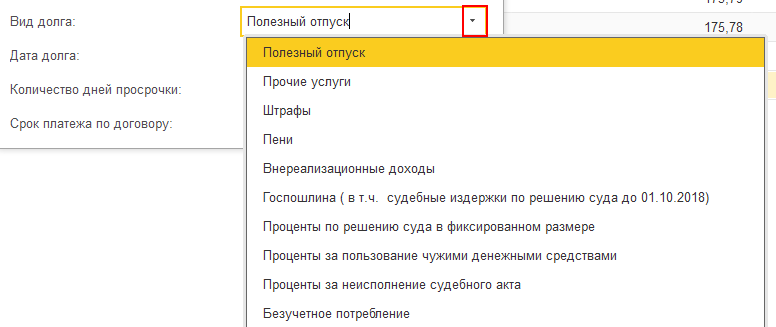 175,79
Вид долга:
Полезный отпуск
175,78
Дата долга:
Количество дней просрочки:
Срок платежа по договору:
Полезный отпуск
Прочие услуги
Штрафы
Пени
Внереализационные доходы
Госпошлина ( в т.ч.  судебные издержки по решению суда до 01.10.2018)
Проценты по решению суда в фиксированном размере
Проценты за пользование чужими денежными средствами
Проценты за неисполнение судебного акта
Безучетное потребление